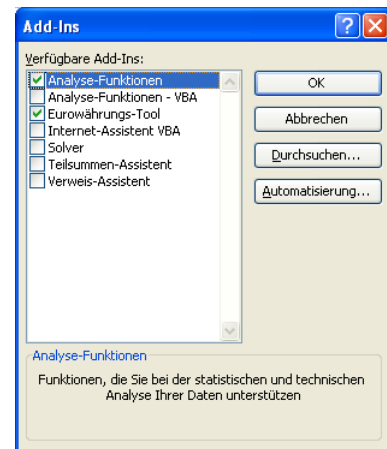 Add-Ins
Verfügbare Add-Ins:
Analyse-Funktionen
Analyse-Funktionen - VBA
Eurowährungs-Tool
Internet-Assistent VBA
Solver
Teilsummen-Assistent
Verweis-Assistent
OK
Abbrechen
Durchsuchen...
Automatisierung...
Analyse-Funktionen
Funktionen, die Sie bei der statistischen und technischen
Analyse Ihrer Daten unterstützen